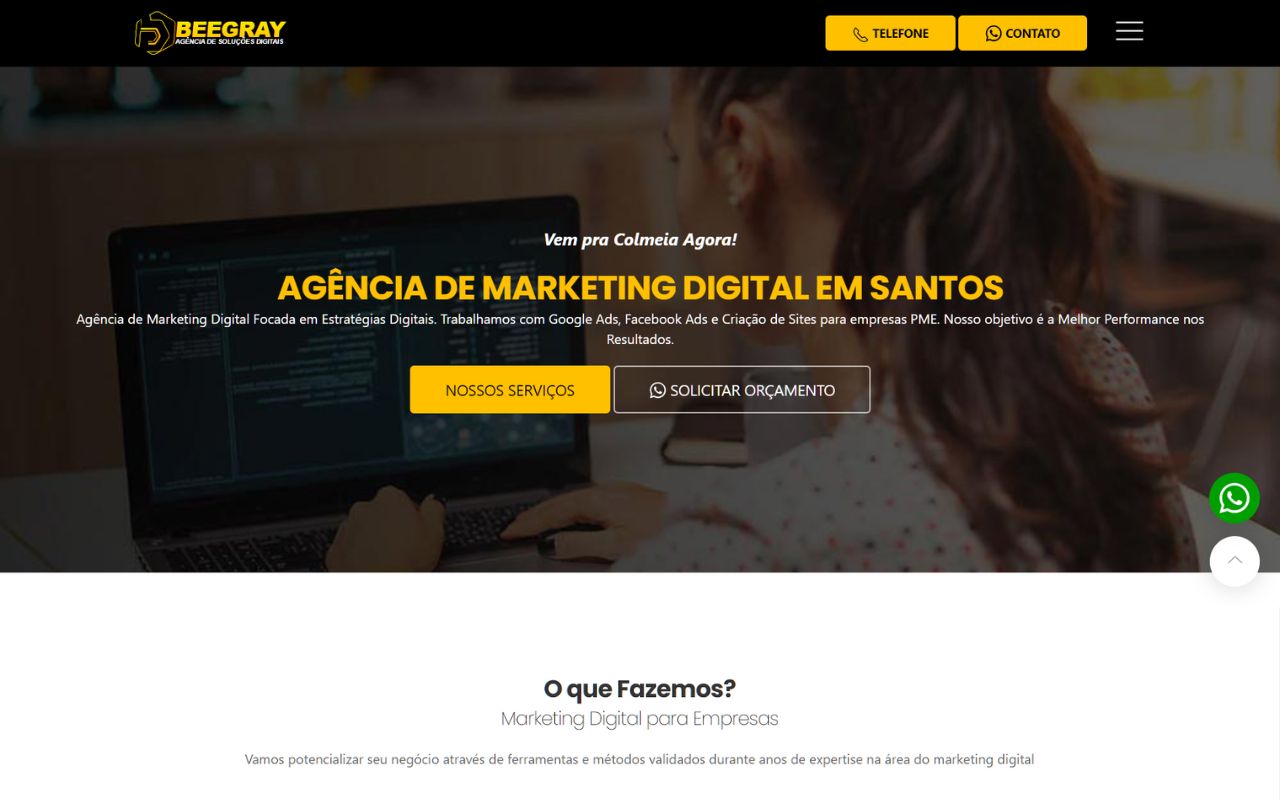 BEEGRAY
AGÊNCIA DE SOLUÇÕES DIGITAIS
TELEFONE
CONTATO
Vem pra Colmeia Agora!
AGÊNCIA DE MARKETING DIGITAL EM SANTOS
Agência de Marketing Digital Focada em Estratégias Digitais. Trabalhamos com Google Ads, Facebook Ads e Criação de Sites para empresas PME. Nosso objetivo é a Melhor Performance nos
Resultados.
NOSSOS SERVIÇOS
SOLICITAR ORÇAMENTO
O que Fazemos?
Marketing Digital para Empresas
Vamos potencializar seu negócio através de ferramentas e métodos validados durante anos de expertise na área do marketing digital